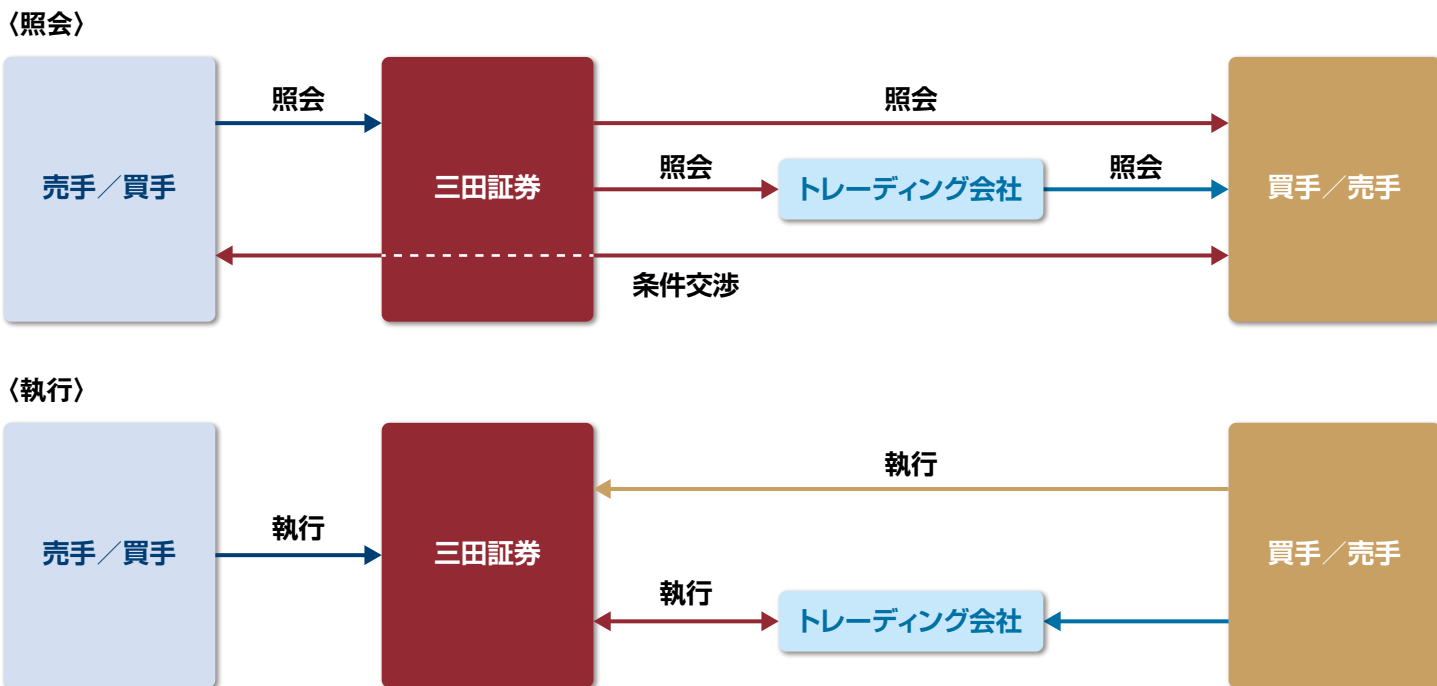 〈照会〉
照会
照会
売手／買手
三田証券
照会
トレーディング会社
照会
買手／売手
条件交渉
〈執行〉
執行
執行
売手／買手
三田証券
買手／売手
執行
トレーディング会社